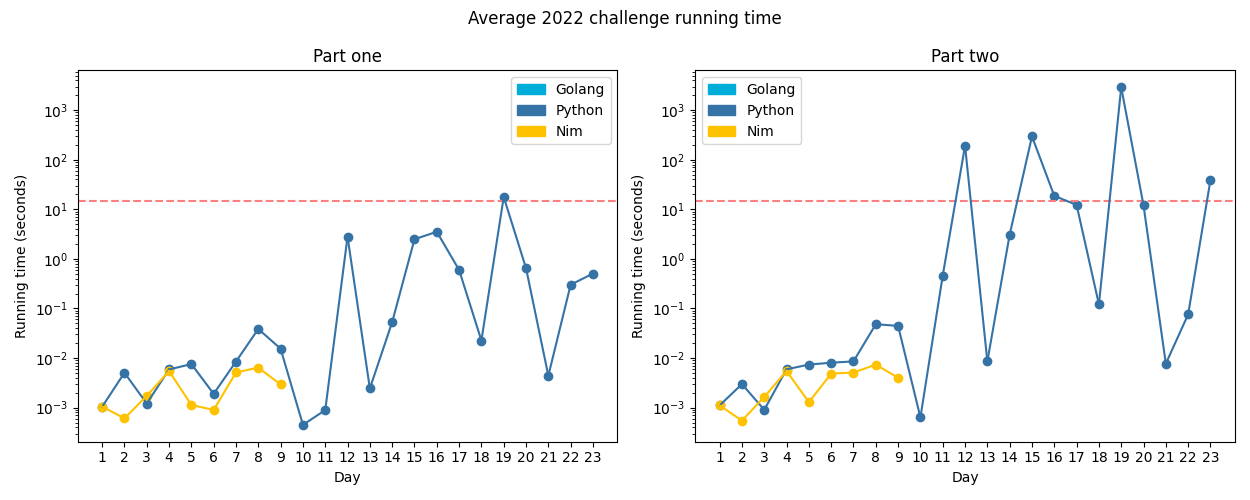 Average 2022 challenge running time
Part one
Running time (seconds)
10³
10²
10¹
10⁰
10⁻¹
10⁻²
10⁻³
Golang
Python
Nim
1 2 3 4 5 6 7 8 9 10 11 12 13 14 15 16 17 18 19 20 21 22 23
Day
Part two
Running time (seconds)
10³
10²
10¹
10⁰
10⁻¹
10⁻²
10⁻³
Golang
Python
Nim
1 2 3 4 5 6 7 8 9 10 11 12 13 14 15 16 17 18 19 20 21 22 23
Day